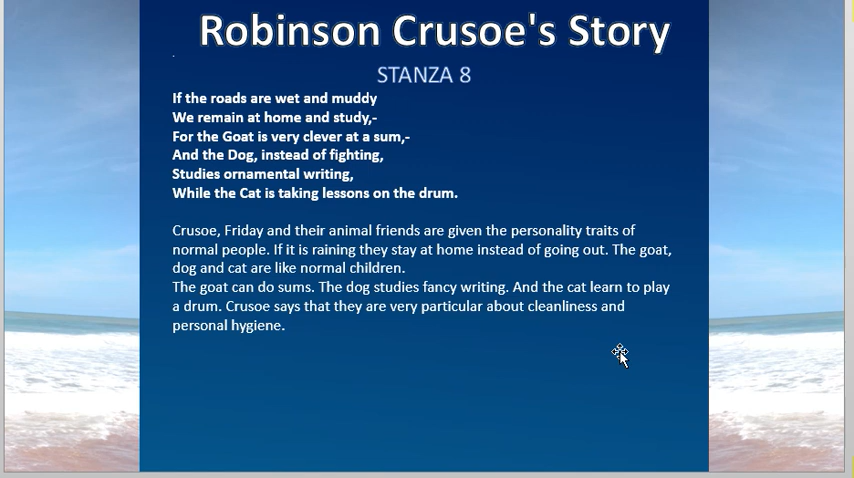 Robinson Crusoe's Story
STANZA 8
If the roads are wet and muddy
We remain at home and study,-
For the Goat is very clever at a sum,-
And the Dog, instead of fighting,
Studies ornamental writing,
While the Cat is taking lessons on the drum.
Crusoe, Friday and their animal friends are given the personality traits of
normal people. If it is raining they stay at home instead of going out. The goat,
dog and cat are like normal children.
The goat can do sums. The dog studies fancy writing. And the cat learn to play
a drum. Crusoe says that they are very particular about cleanliness and
personal hygiene.